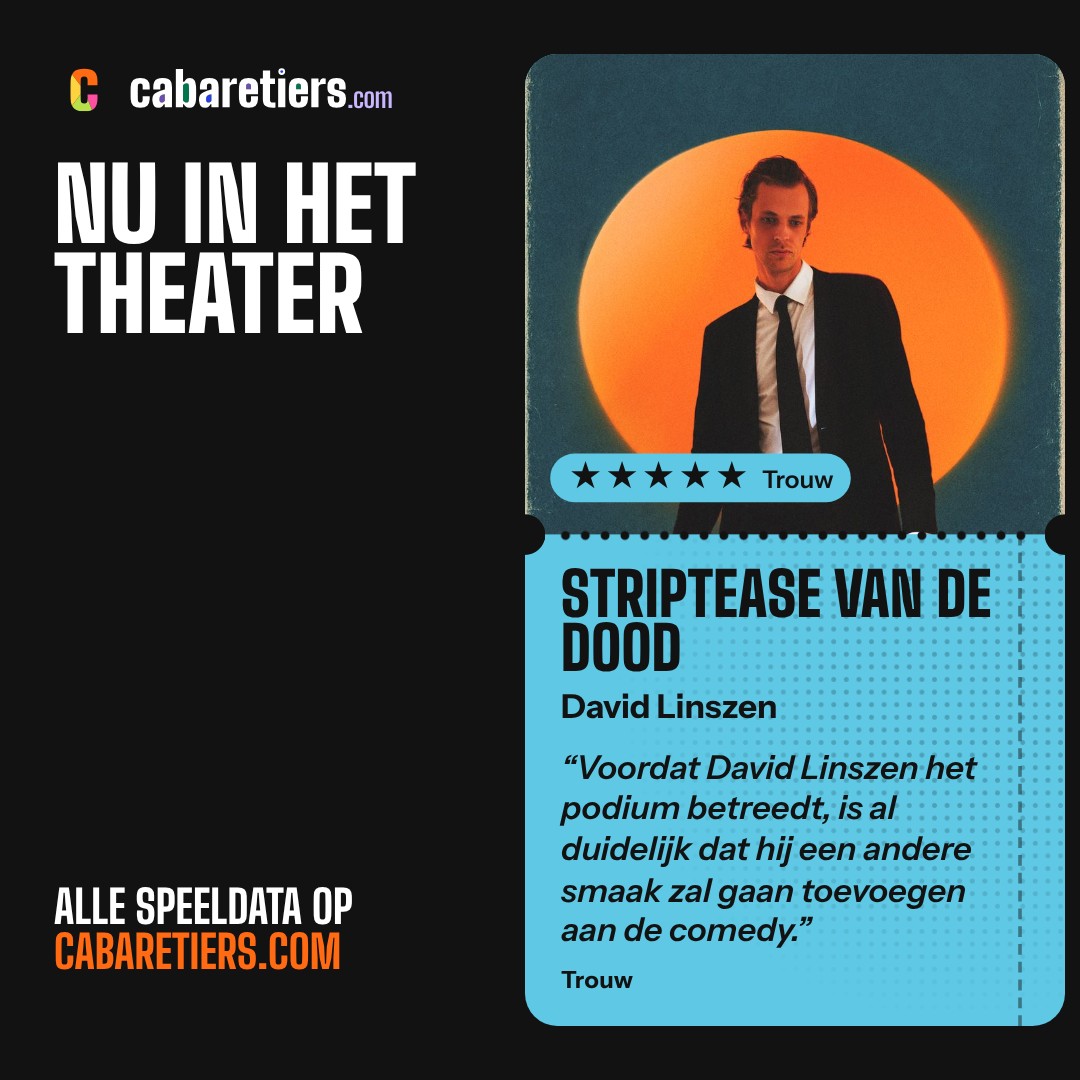 cabaretiers.com
NU IN HET
THEATER
★★★★★ Trouw
STRIPTEASE VAN DE
DOOD
David Linszen
“Voordat David Linszen het
podium betreedt, is al
duidelijk dat hij een andere
smaak zal gaan toevoegen
aan de comedy.”
Trouw
ALLE SPEELDATA OP
CABARETIERS.COM